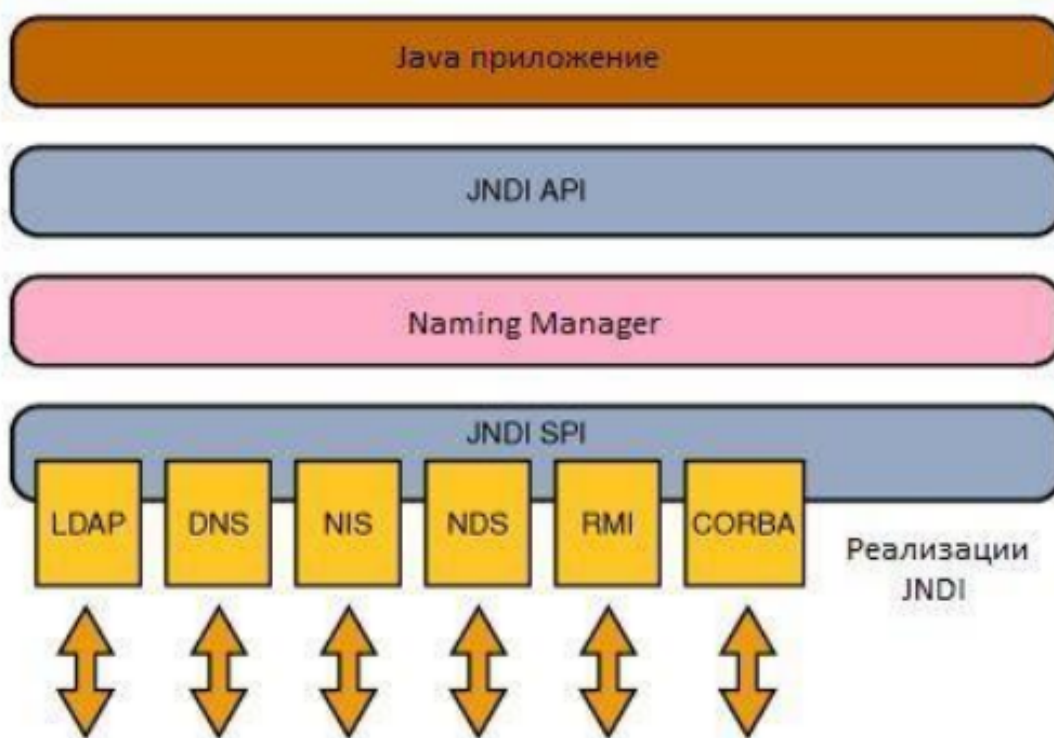 Java приложение
JNDI API
Naming Manager
JNDI SPI
LDAP
DNS
NIS
NDS
RMI
CORBA
Реализации
JNDI